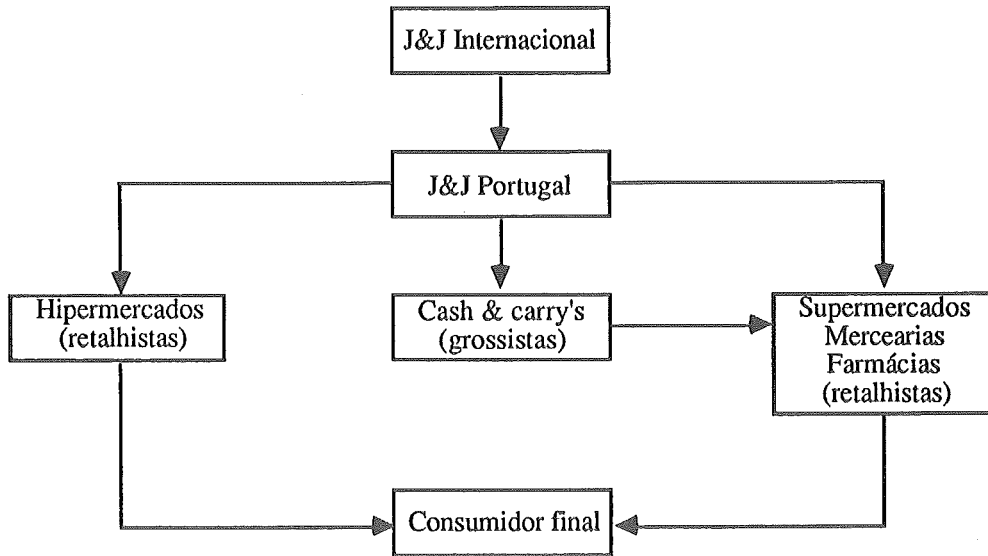 J&J Internacional
J&J Portugal
Hipermercados
(retalhistas)
Cash & carry's
(grossistas)
Supermercados
Mercearias
Farmácias
(retalhistas)
Consumidor final